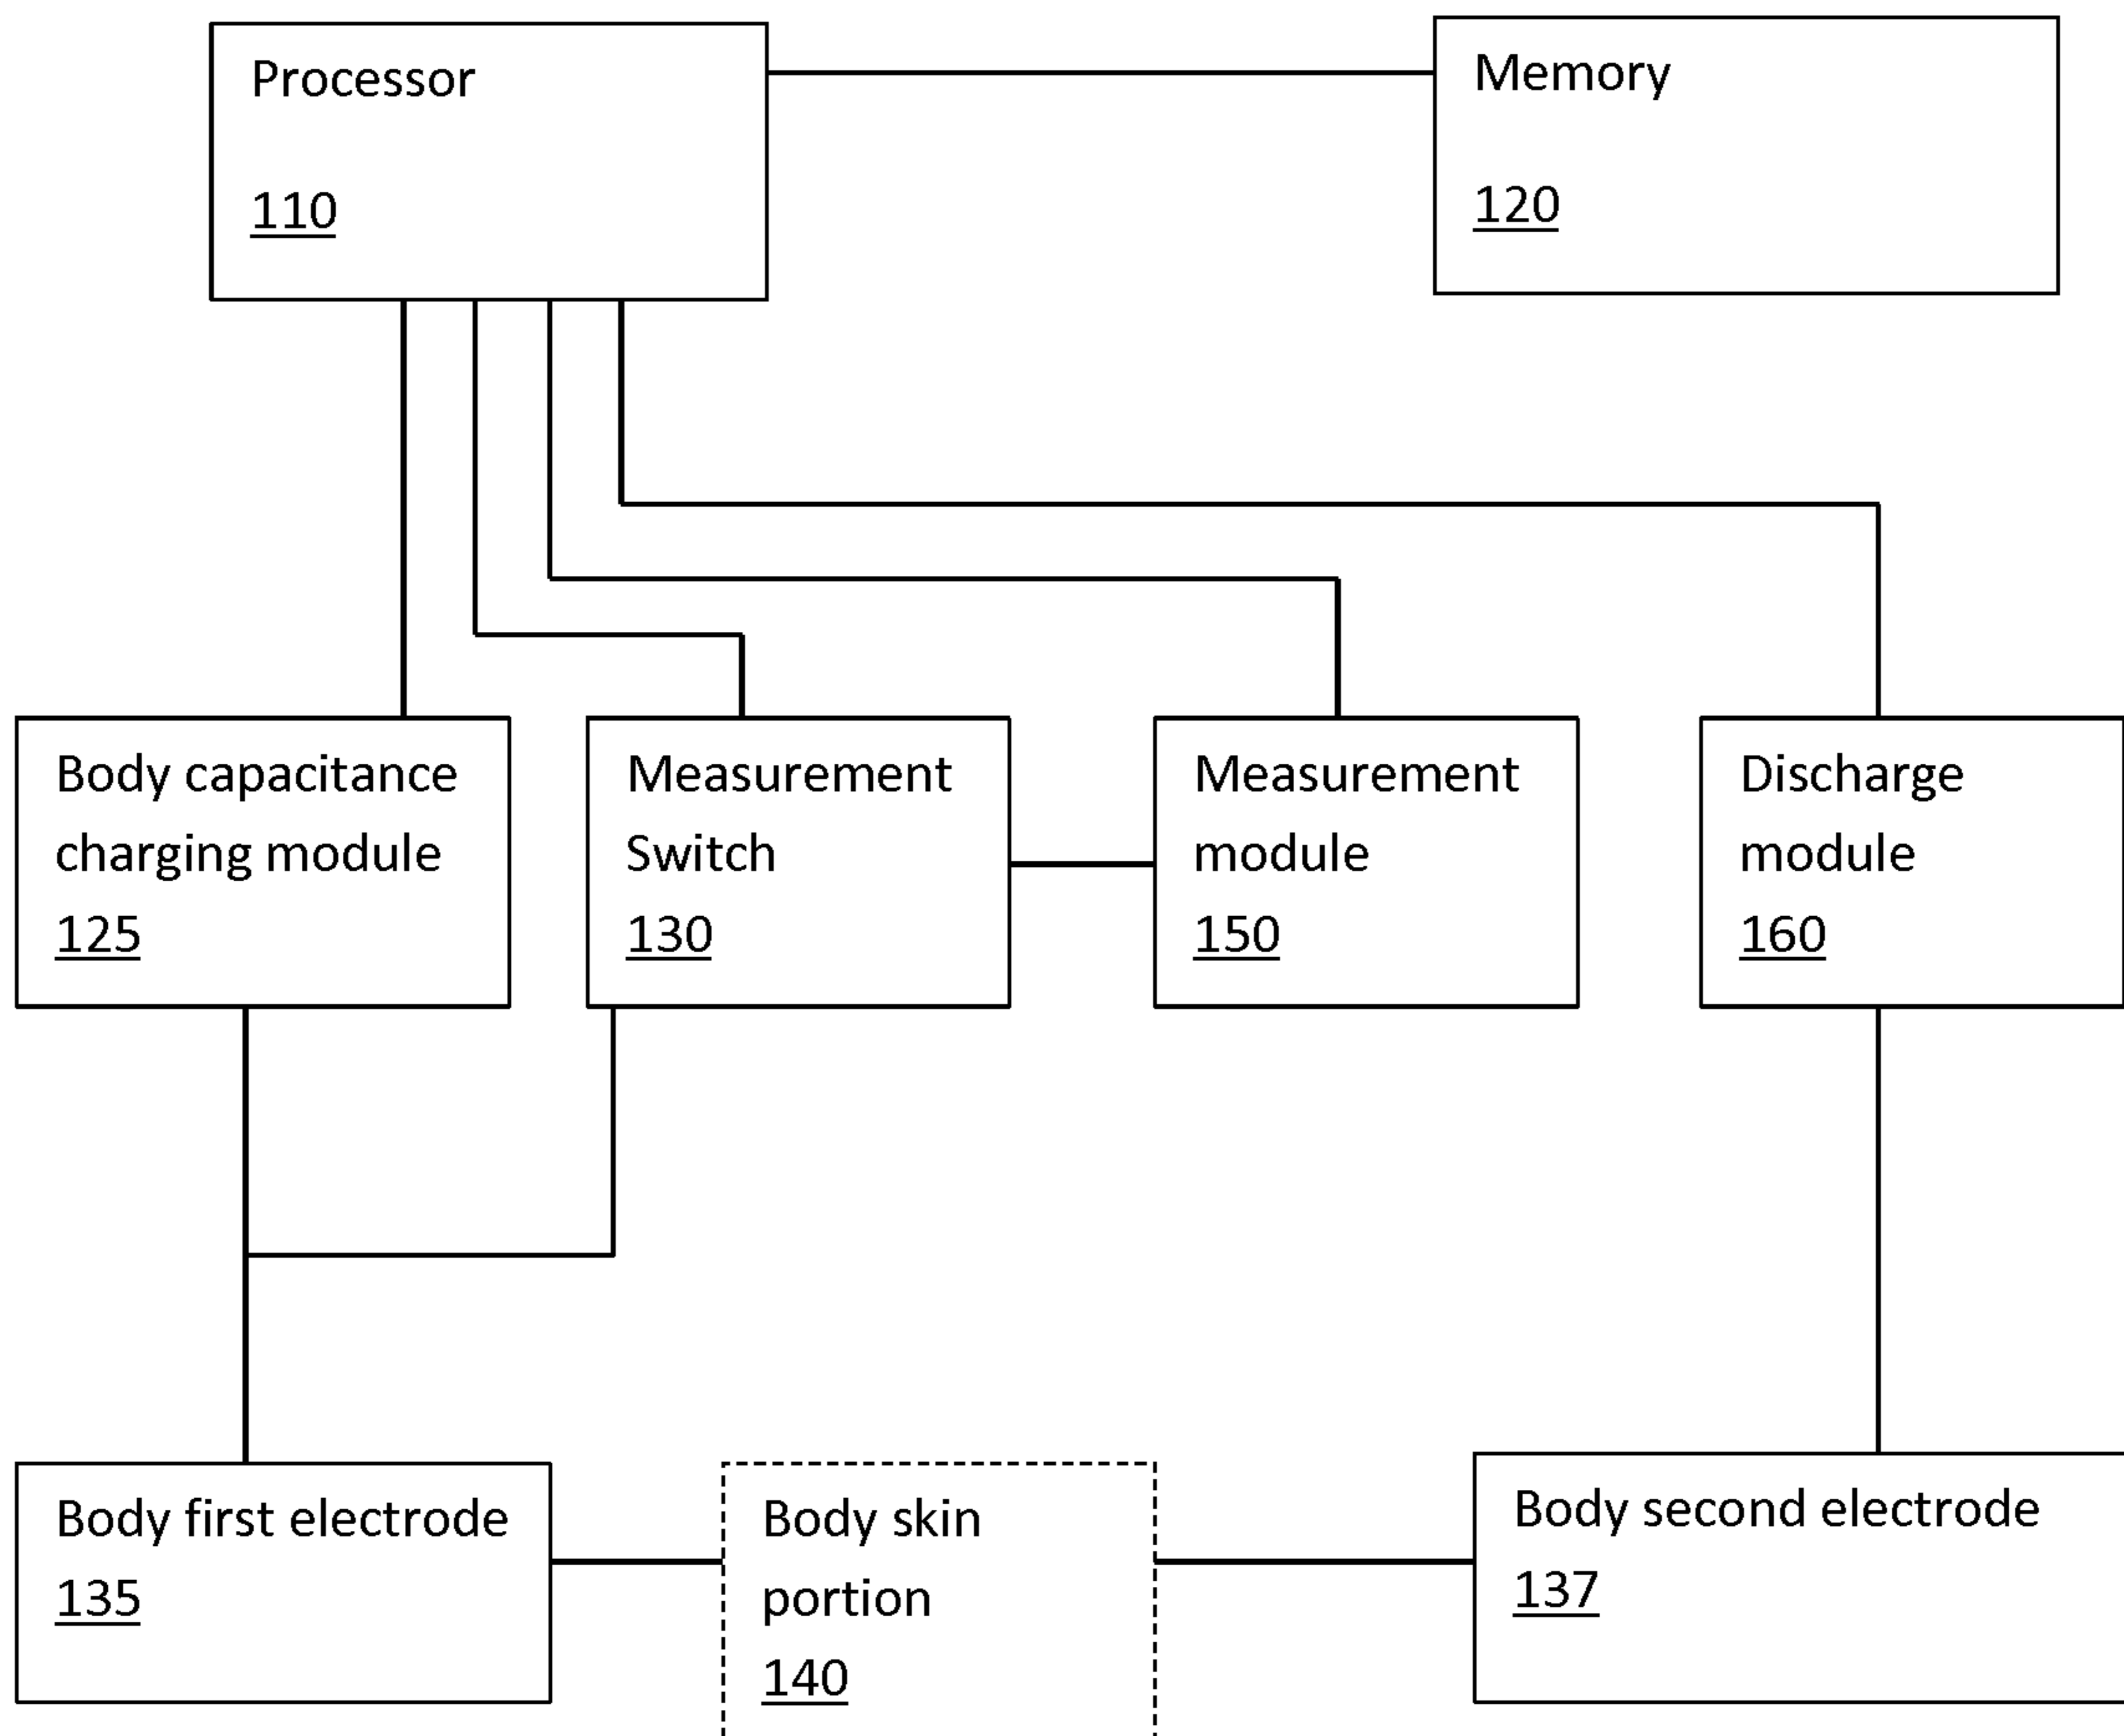 Processor
110
Memory
120
Body capacitance
charging module
125
Measurement
Switch
130
Measurement
module
150
Discharge
module
160
Body first electrode
135
Body skin
portion
140
Body second electrode
137